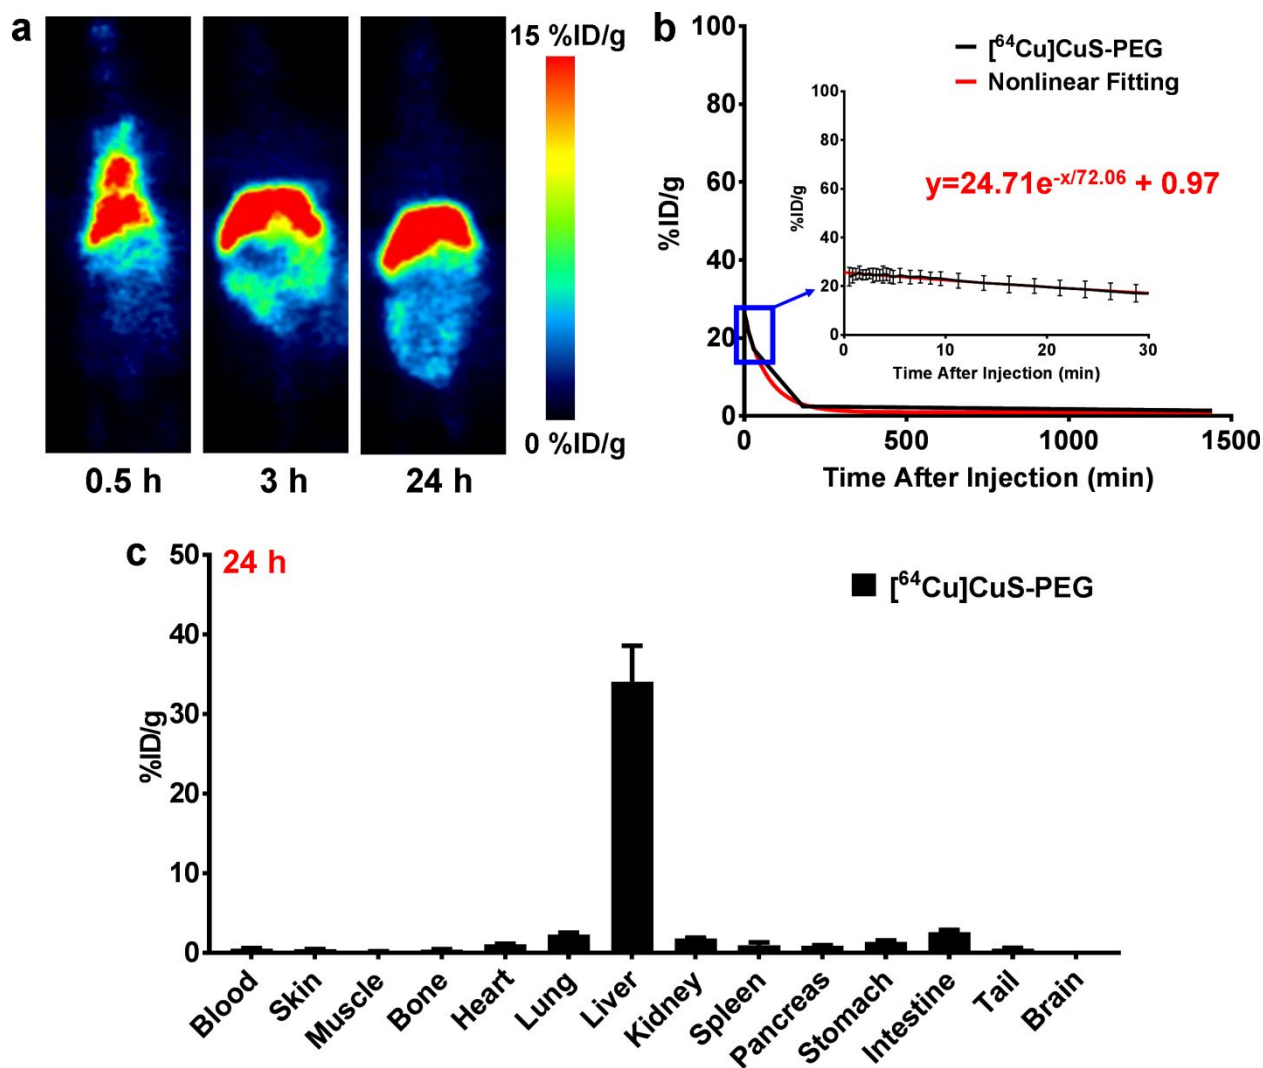 a
15 %ID/g
0 %ID/g
0.5 h
3 h
24 h
b
100
80
60
40
20
0
%ID/g
0
500
1000
1500
Time After Injection (min)
[⁶⁴Cu]CuS-PEG
Nonlinear Fitting
100
80
60
40
20
0
%ID/g
y=24.71e⁻ˣ/⁷²·⁰⁶ + 0.97
0
10
20
30
Time After Injection (min)
c
24 h
[⁶⁴Cu]CuS-PEG
50
40
30
20
10
0
%ID/g
Blood
Skin
Muscle
Bone
Heart
Lung
Liver
Kidney
Spleen
Pancreas
Stomach
Intestine
Tail
Brain